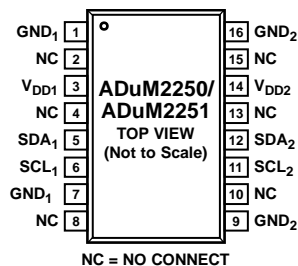 GND₁ 1 16 GND₂
NC 2 15 NC
VDD1 3 14 VDD2
NC 4 13 NC
SDA₁ 5 12 SDA₂
SCL₁ 6 11 SCL₂
GND₁ 7 10 NC
NC 8 9 GND₂
ADuM2250/
ADuM2251
TOP VIEW
(Not to Scale)
NC = NO CONNECT